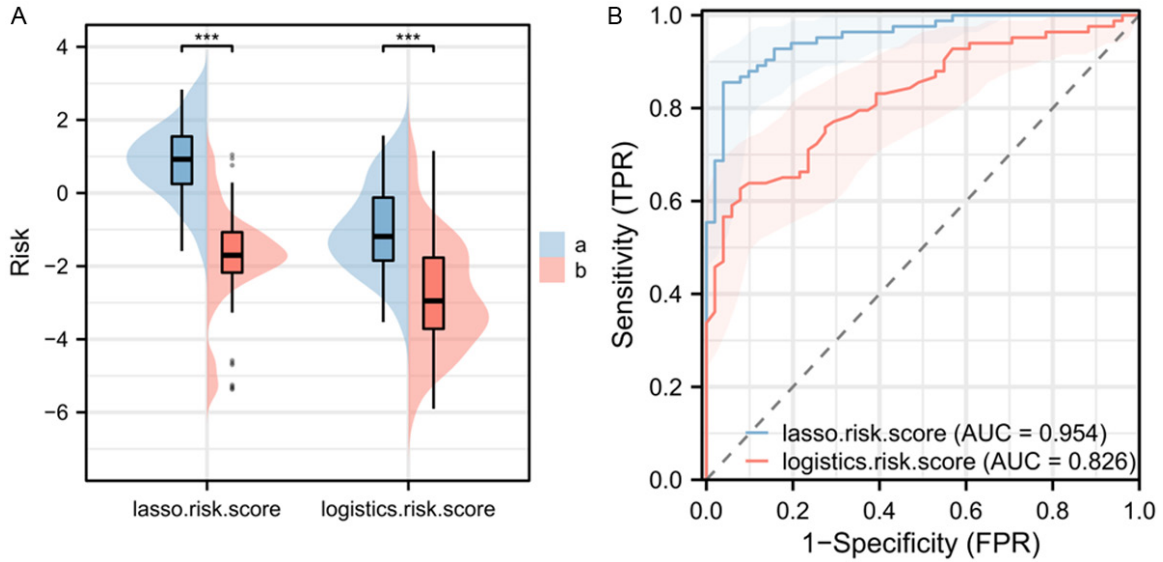 A
4
2
0
−2
−4
−6
Risk
***
***
lasso.risk.score
logistics.risk.score
a
b
B
1.0
0.8
0.6
0.4
0.2
0.0
Sensitivity (TPR)
lasso.risk.score (AUC = 0.954)
logistics.risk.score (AUC = 0.826)
0.0 0.2 0.4 0.6 0.8 1.0
1−Specificity (FPR)